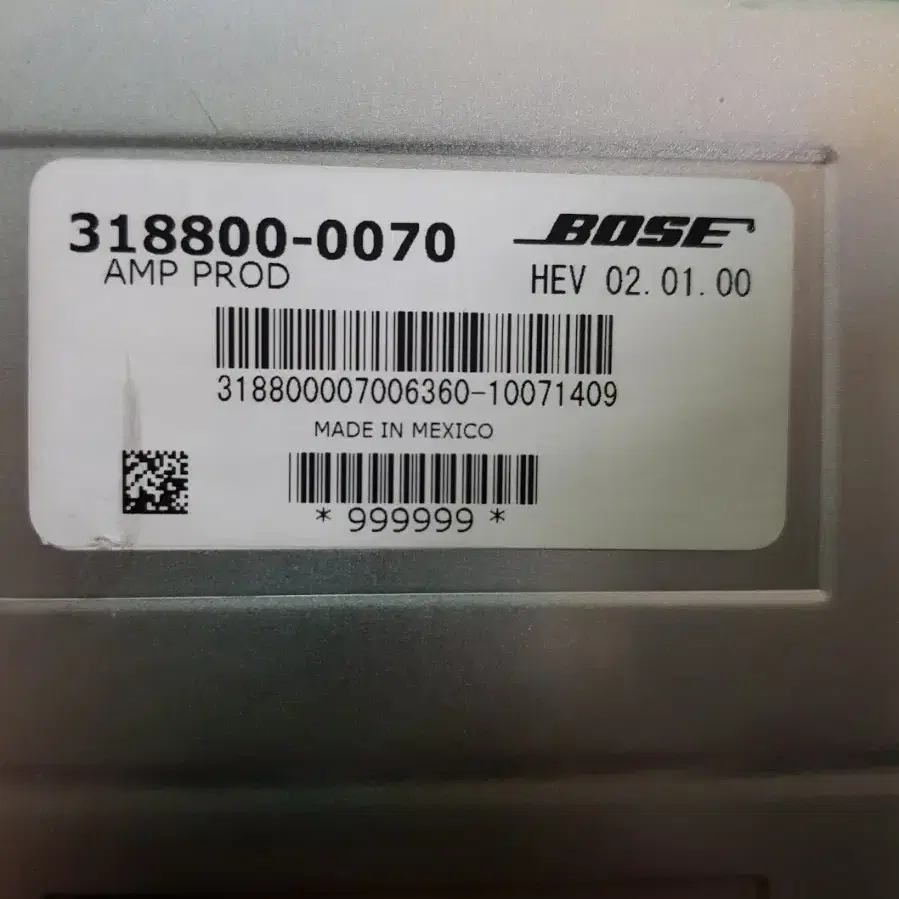 318800-0070
BOSE
AMP PROD
HEV 02.01.00
318800007006360-10071409
MADE IN MEXICO
* 999999 *